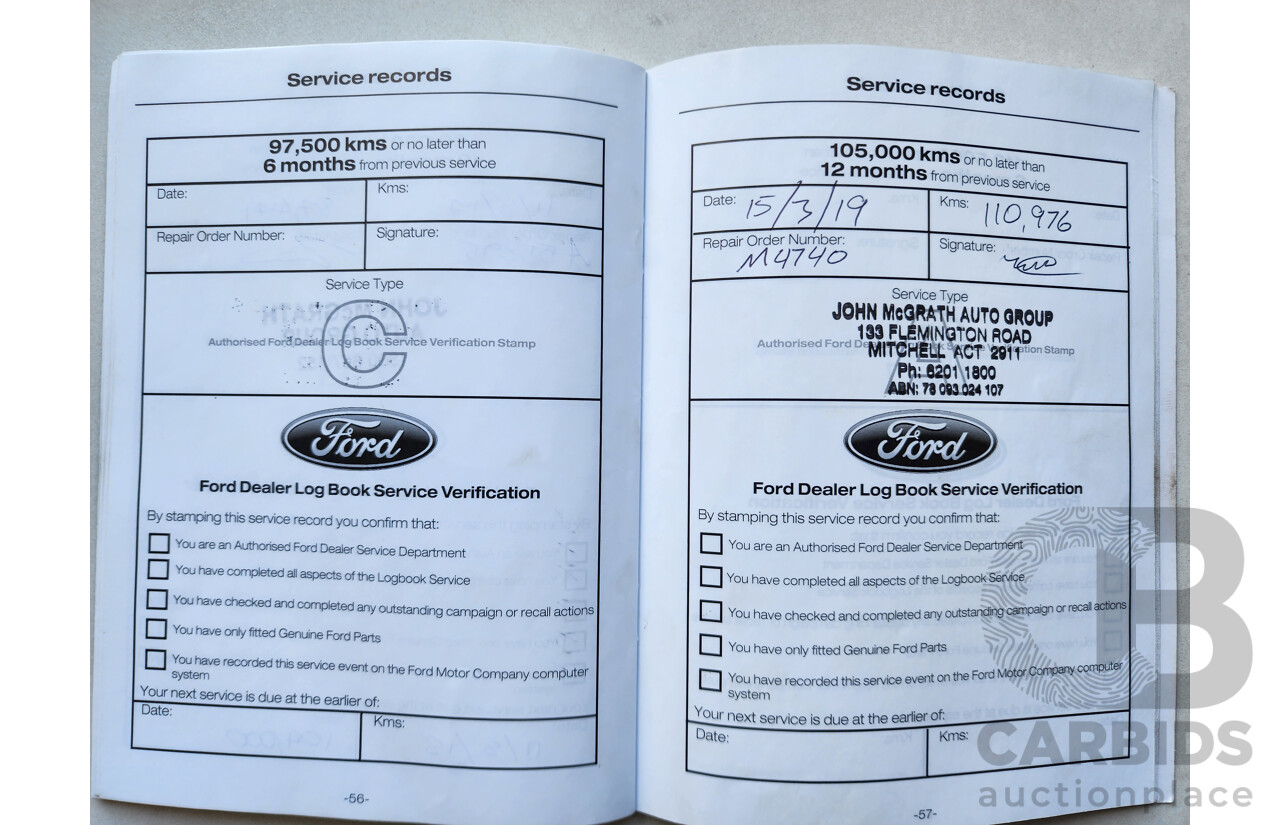 Service records
97,500 kms or no later than
6 months from previous service
Date:
Kms:
Repair Order Number:
Signature:
Service Type
C
Authorised Ford Dealer Log Book Service Verification Stamp
Ford
Ford Dealer Log Book Service Verification
By stamping this service record you confirm that:
You are an Authorised Ford Dealer Service Department
You have completed all aspects of the Logbook Service
You have checked and completed any outstanding campaign or recall actions
You have only fitted Genuine Ford Parts
You have recorded this service event on the Ford Motor Company computer
system
Your next service is due at the earlier of:
Date:
Kms:
-56-
Service records
105,000 kms or no later than
12 months from previous service
Date: 15/3/19
Kms: 110,976
Repair Order Number:
M4740
Signature:
Service Type
JOHN McGRATH AUTO GROUP
133 FLEMINGTON ROAD
Authorised Ford Stamp
MITCHELL ACT 2911
Ph: 6201 1800
ABN: 78 093 024 107
A
Ford
Ford Dealer Log Book Service Verification
By stamping this service record you confirm that:
You are an Authorised Ford Dealer Service Department
You have completed all aspects of the Logbook Service
You have checked and completed any outstanding campaign or recall actions
You have only fitted Genuine Ford Parts
You have recorded this service event on the Ford Motor Company computer
system
Your next service is due at the earlier of:
Date:
Kms:
-57-
CB
CARBIDS
auctionplace